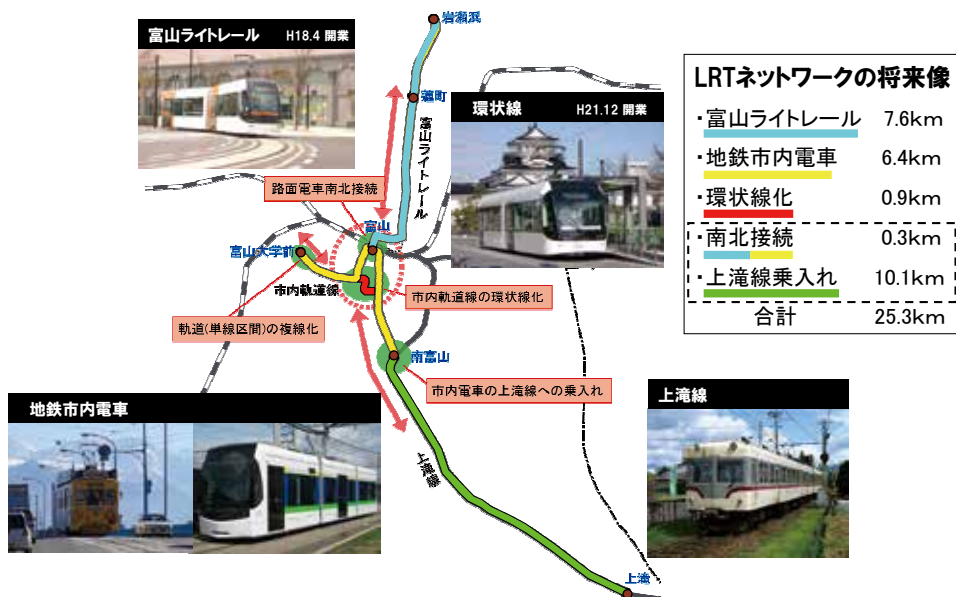 岩瀬浜
富山ライトレール H18.4 開業
蓮町
富山ライトレール
環状線 H21.12 開業
LRTネットワークの将来像
・富山ライトレール 7.6km
・地鉄市内電車 6.4km
・環状線化 0.9km
・南北接続 0.3km
・上滝線乗入れ 10.1km
合計 25.3km
路面電車南北接続
富山
富山大学前
市内軌道線
市内軌道線の環状線化
軌道(単線区間)の複線化
南富山
市内電車の上滝線への乗入れ
地鉄市内電車
上滝線
上滝線
上滝